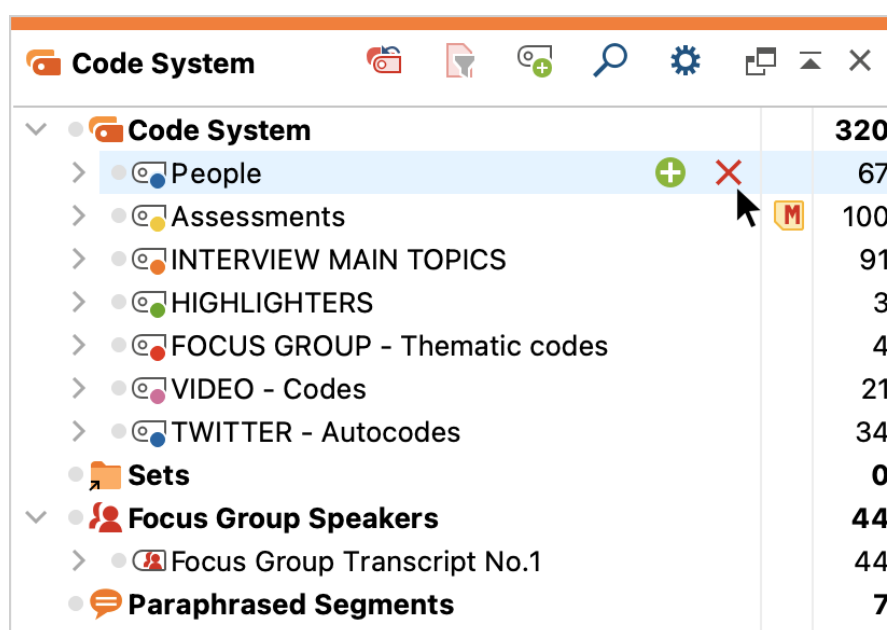 Code System
Code System 320
People 67
Assessments M 100
INTERVIEW MAIN TOPICS 91
HIGHLIGHTERS 3
FOCUS GROUP - Thematic codes 4
VIDEO - Codes 21
TWITTER - Autocodes 34
Sets 0
Focus Group Speakers 44
Focus Group Transcript No.1 44
Paraphrased Segments 7